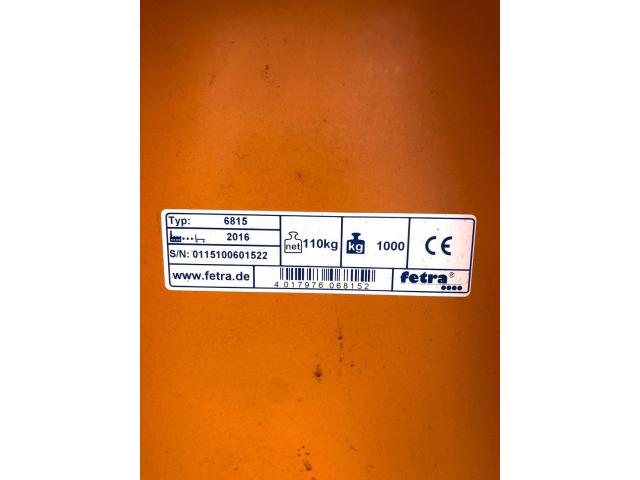 Typ: 6815
2016
S/N: 0115100601522
net 110kg
kg 1000
CE
www.fetra.de
4 017976 068152
fetra®